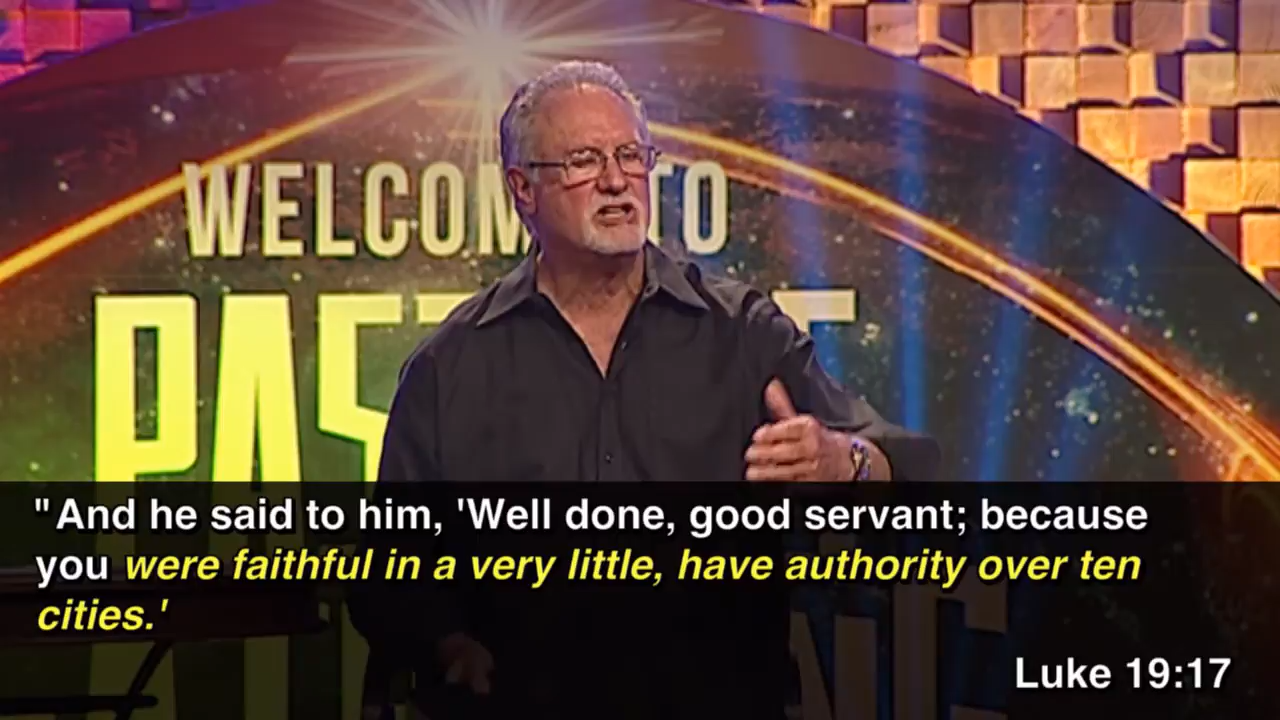 WELCOM TO
"And he said to him, 'Well done, good servant; because
you were faithful in a very little, have authority over ten
cities.'
Luke 19:17